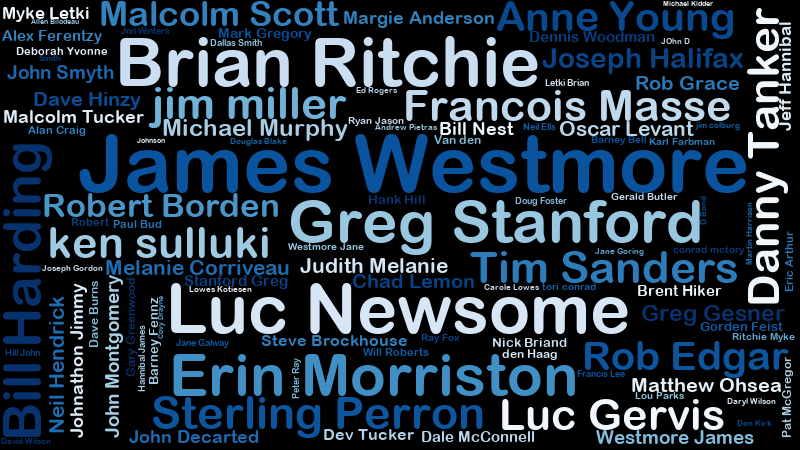 Myke Letki
Malcolm Scott
Margie Anderson
Anne Young
Michael Kidder
Allen Bilodeau
Alex Ferentzy
Jon Winters
Mark Gregory
Dennis Woodman
JOhn D
Deborah Yvonne
Dallas Smith
Brian Ritchie
Joseph Halifax
Smith
John Smyth
Letki Brian
Rob Grace
Dave Hinzy
jim miller
Ed Rogers
Francois Masse
Malcolm Tucker
Michael Murphy
Ryan Jason
Andrew Pietras
Bill Nest
Neil Ells
Oscar Levant
jim colburg
Alan Craig
Johnson
Douglas Blake
Van den
Barney Bell
Karl Farbman
Jeff Hannibal
Danny Tanker
James Westmore
Hank Hill
Doug Foster
Gerald Butler
D Bond
Robert Borden
Robert
Paul Bud
Greg Stanford
Martin Harrison
Eric Arthur
ken sulluki
Westmore Jane
Jane Goring
conrad mctory
Bill Harding
Joseph Gordon
Melanie Corriveau
Judith Melanie
Tim Sanders
Stanford Greg
Chad Lemon
Carole Lowes
tori conrad
Brent Hiker
Lowes Kotiesen
Neil Hendrick
Johnathon Jimmy
Dave Burns
John Montgomery
Gary Greenwood
Hannibal James
Barney Fennz
Luc Newsome
Greg Gesner
Gorden Feist
Ritchie Myke
Jane Galway
Steve Brockhouse
Ray Fox
Nick Briand
Hill John
Will Roberts
den Haag
Rob Edgar
Peter Ray
Erin Morriston
Francis Lee
Matthew Ohsea
Pat McGregor
Lou Parks
Daryl Wilson
Sterling Perron
Luc Gervis
Don Kirk
David Wilson
John Decarted
Dev Tucker
Dale McConnell
Westmore James